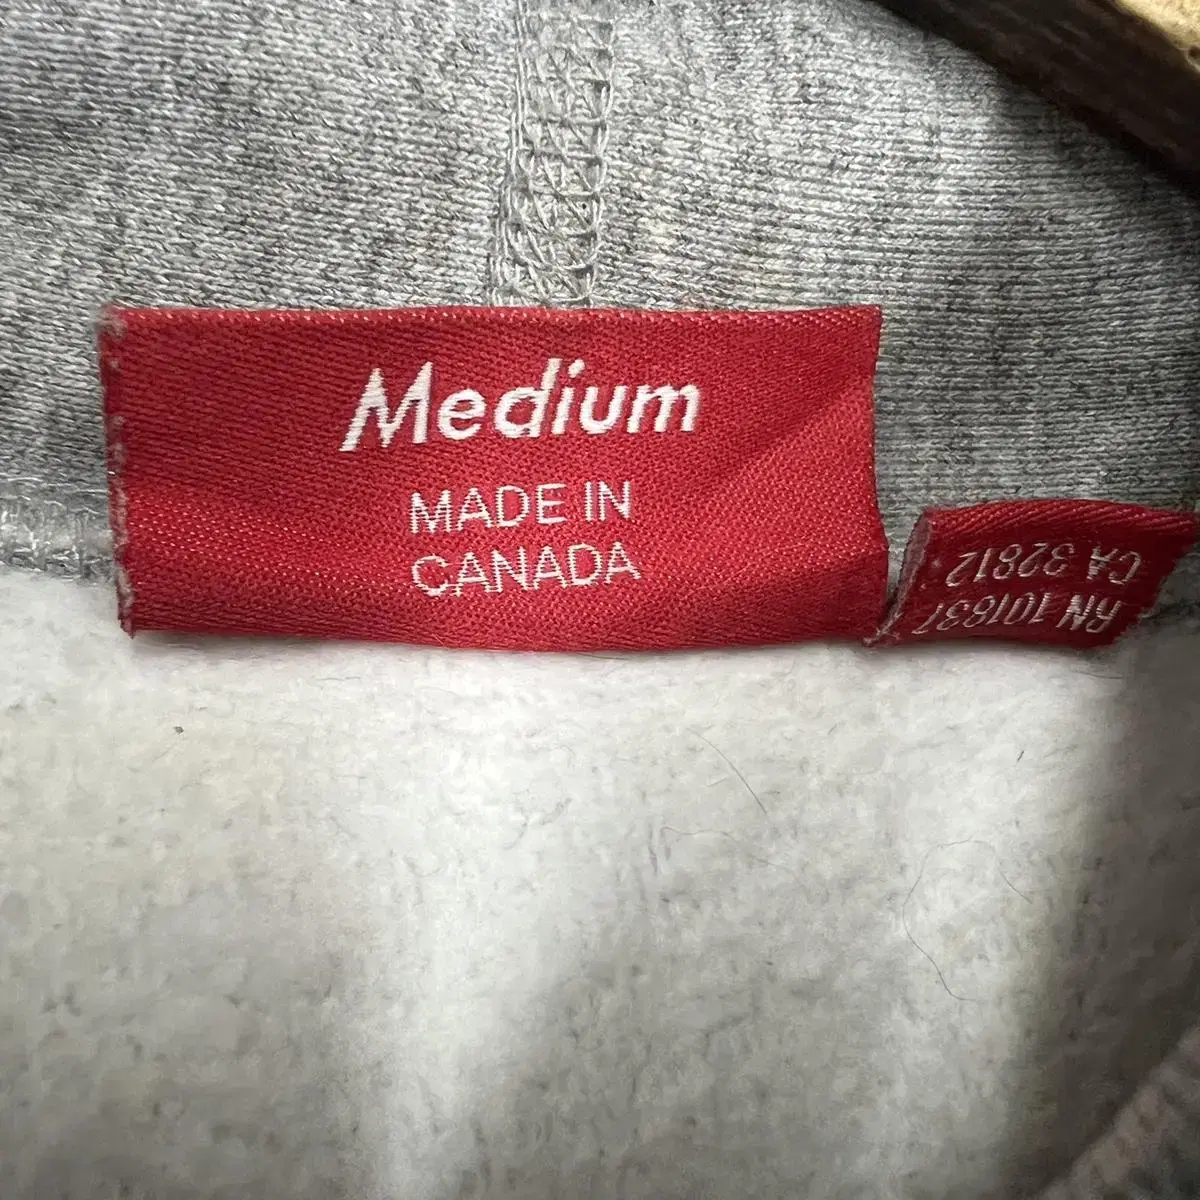 Medium
MADE IN
CANADA
RN 101837
CA 32812